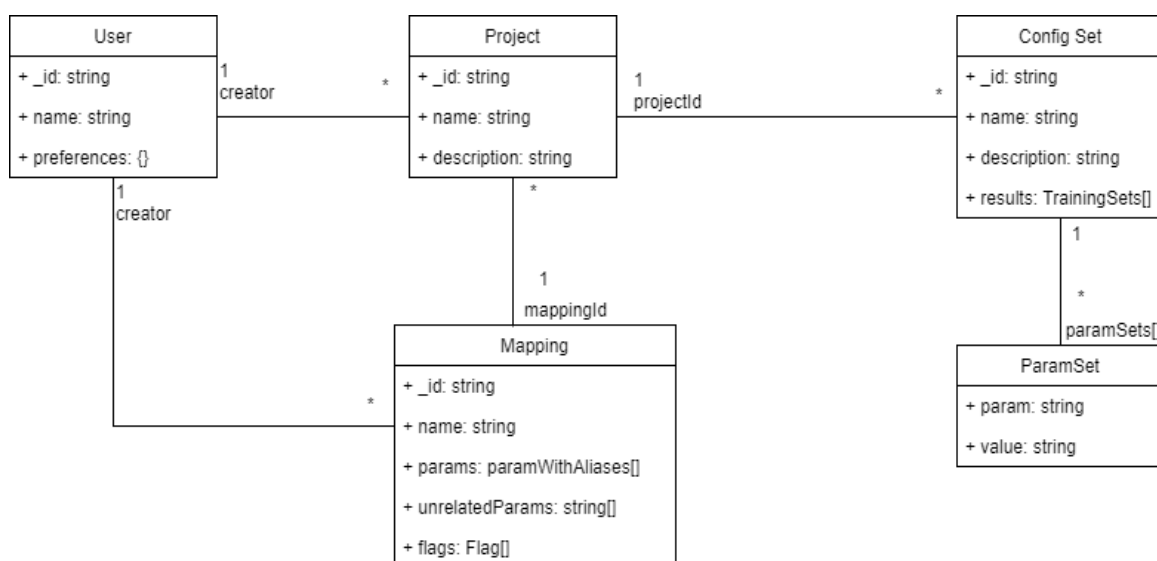 User
+ _id: string
+ name: string
+ preferences: {}
1
creator
*
Project
+ _id: string
+ name: string
+ description: string
1
projectId
*
Config Set
+ _id: string
+ name: string
+ description: string
+ results: TrainingSets[]
1
creator
*
*
1
mappingId
1
*
paramSets[]
Mapping
+ _id: string
+ name: string
+ params: paramWithAliases[]
+ unrelatedParams: string[]
+ flags: Flag[]
ParamSet
+ param: string
+ value: string